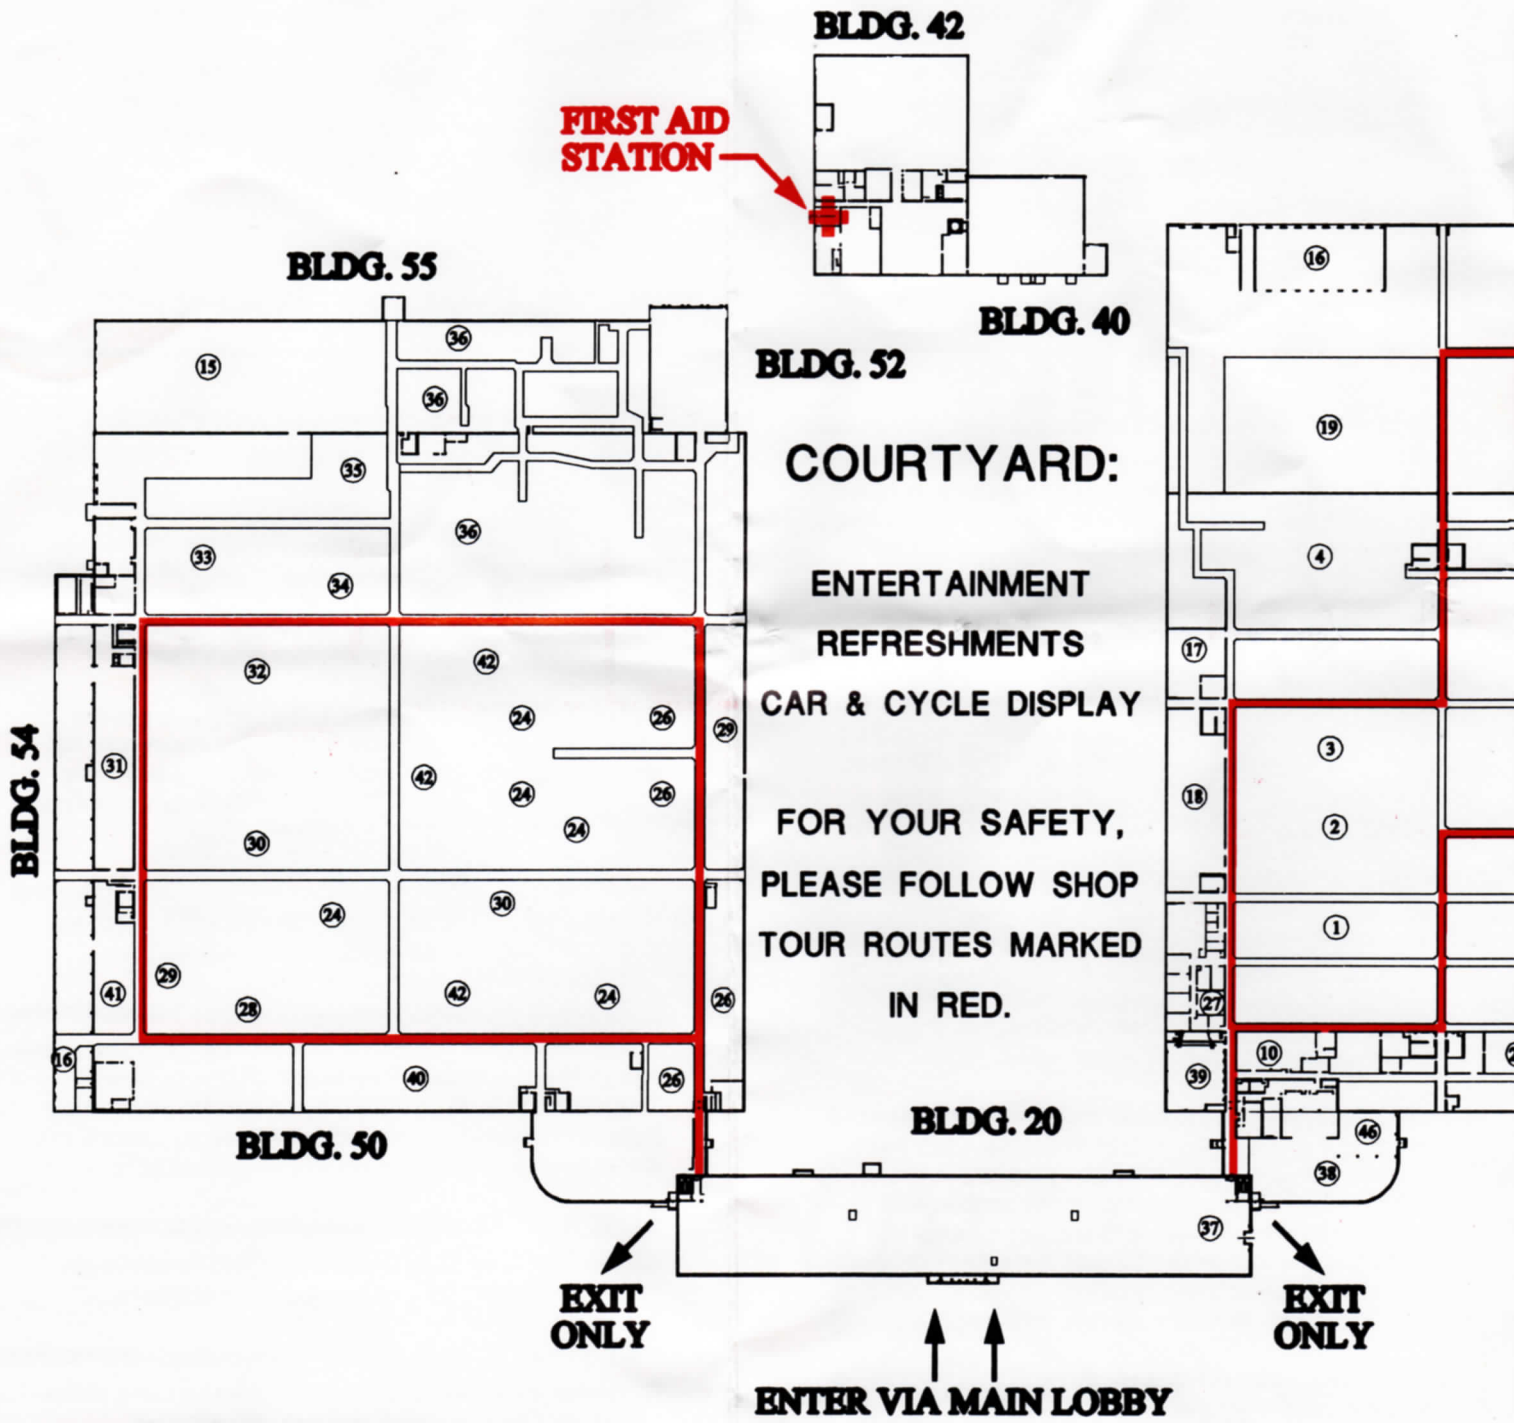 BLDG. 42
FIRST AID
STATION
BLDG. 55
BLDG. 40
BLDG. 52
16
36
15
36
19
35
COURTYARD:
36
33
34
4
ENTERTAINMENT
REFRESHMENTS
CAR & CYCLE DISPLAY
32
42
24
26
29
17
BLDG. 54
31
42
24
26
24
30
3
18
2
FOR YOUR SAFETY,
PLEASE FOLLOW SHOP
TOUR ROUTES MARKED
IN RED.
30
24
29
41
28
42
24
26
1
27
16
40
26
10
39
BLDG. 50
BLDG. 20
46
38
37
EXIT
ONLY
EXIT
ONLY
ENTER VIA MAIN LOBBY